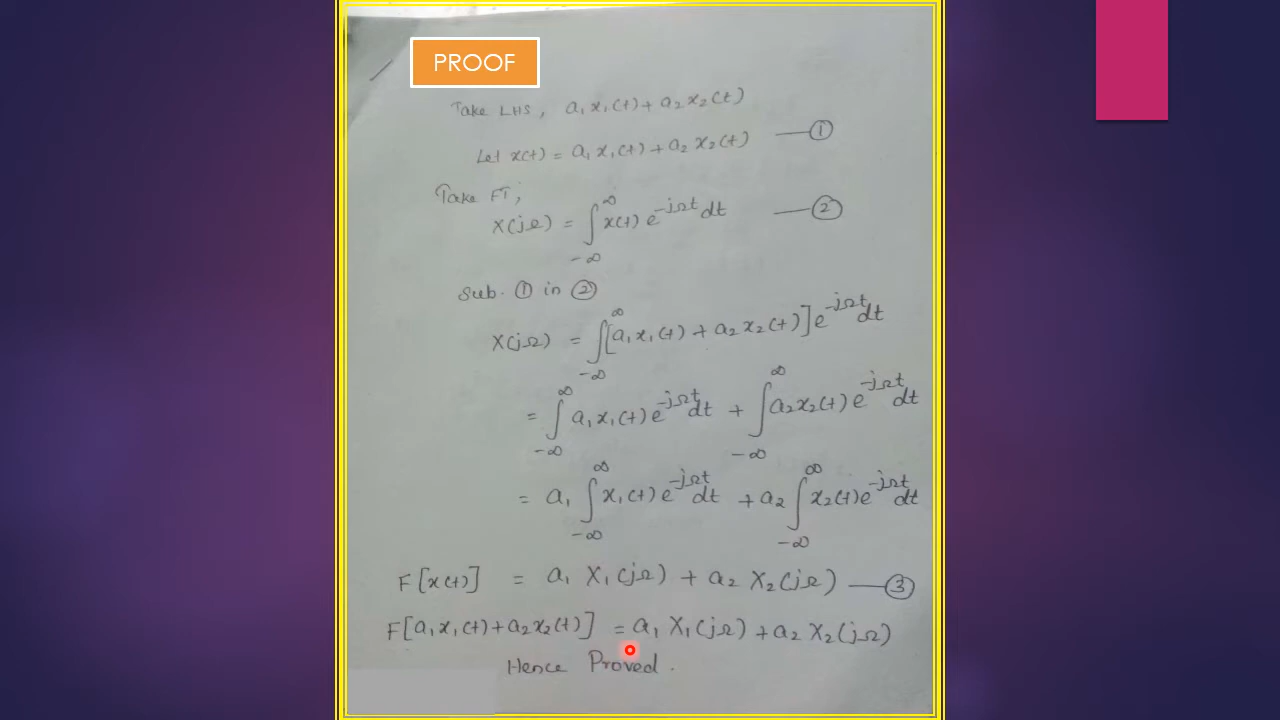 PROOF
Take LHS, a₁x₁(t) + a₂x₂(t)
Let x(t) = a₁x₁(t) + a₂x₂(t) —①
Take FT,
X(jΩ) = ∫_{-∞}^{∞} x(t) e^{-jΩt} dt —②
Sub. ① in ②
X(jΩ) = ∫_{-∞}^{∞} [a₁x₁(t) + a₂x₂(t)] e^{-jΩt} dt
= ∫_{-∞}^{∞} a₁x₁(t) e^{-jΩt} dt + ∫_{-∞}^{∞} a₂x₂(t) e^{-jΩt} dt
= a₁ ∫_{-∞}^{∞} x₁(t) e^{-jΩt} dt + a₂ ∫_{-∞}^{∞} x₂(t) e^{-jΩt} dt
F[x(t)] = a₁ X₁(jΩ) + a₂ X₂(jΩ) —③
F[a₁x₁(t) + a₂x₂(t)] = a₁ X₁(jΩ) + a₂ X₂(jΩ)
Hence Proved.